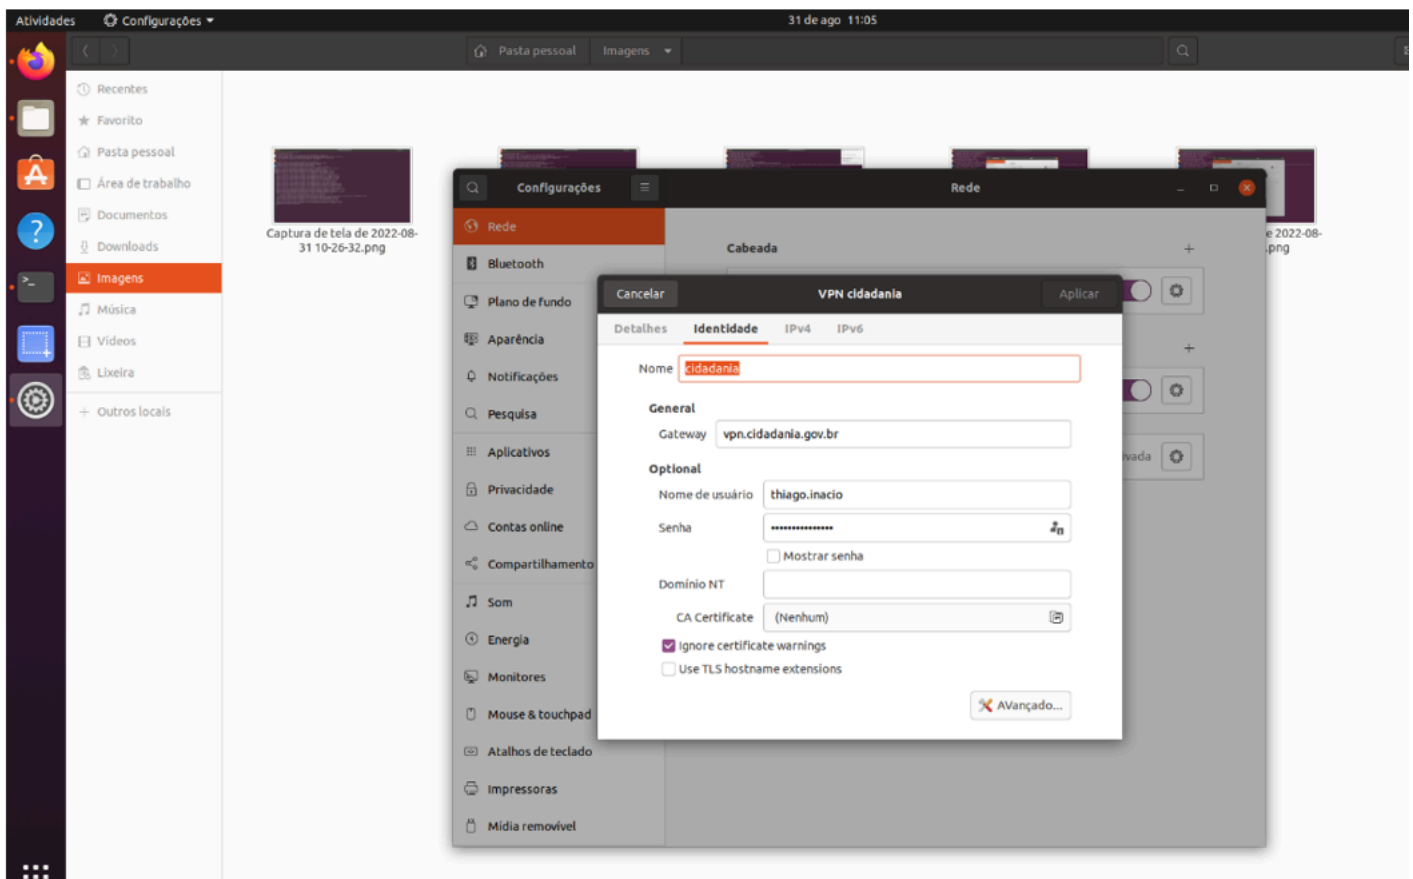 Atividades
Configurações
31 de ago 11:05
Pasta pessoal
Imagens
Recentes
Favorito
Pasta pessoal
Área de trabalho
Documentos
Downloads
Imagens
Música
Vídeos
Lixeira
Outros locais
Captura de tela de 2022-08-
31 10-26-32.png
e 2022-08-
.png
Configurações
Rede
Rede
Bluetooth
Plano de fundo
Aparência
Notificações
Pesquisa
Aplicativos
Privacidade
Contas online
Compartilhamento
Som
Energia
Monitores
Mouse & touchpad
Atalhos de teclado
Impressoras
Mídia removível
Cabeada
ivada
Cancelar
VPN cidadania
Aplicar
Detalhes
Identidade
IPv4
IPv6
Nome cidadania
General
Gateway vpn.cidadania.gov.br
Optional
Nome de usuário thiago.inacio
Senha
Mostrar senha
Domínio NT
CA Certificate (Nenhum)
Ignore certificate warnings
Use TLS hostname extensions
AVançado...